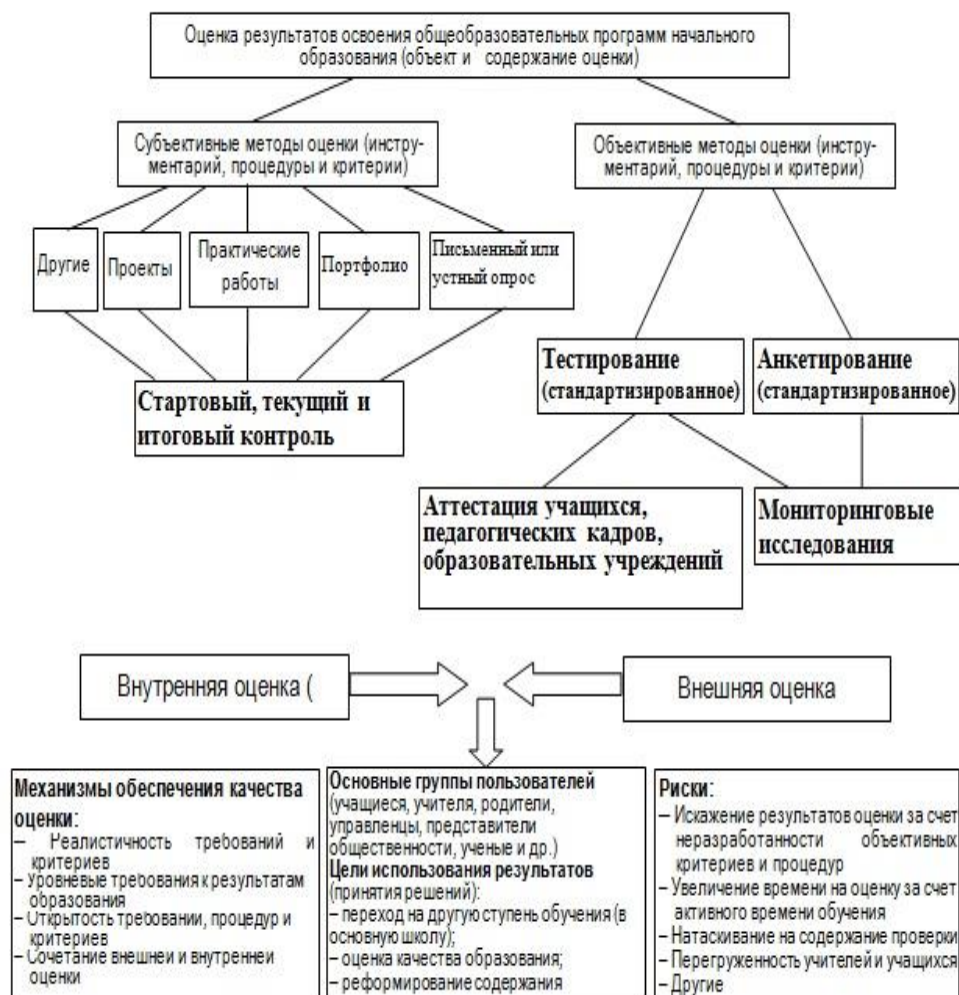 Оценка результатов освоения общеобразовательных программ начального
образования (объект и содержание оценки)
Субъективные методы оценки (инстру-
ментарий, процедуры и критерии)
Объективные методы оценки (инстру-
ментарий, процедуры и критерии)
Другие
Проекты
Практические
работы
Портфолио
Письменный или
устный опрос
Стартовый, текущий и
итоговый контроль
Тестирование
(стандартизированное)
Анкетирование
(стандартизированное)
Аттестация учащихся,
педагогических кадров,
образовательных учреждений
Мониторинговые
исследования
Внутренняя оценка (
Внешняя оценка
Механизмы обеспечения качества
оценки:
– Реалистичность требований и
критериев
– Уровневые требования к результатам
образования
– Открытость требовании, процедур и
критериев
– Сочетание внешней и внутренней
оценки
Основные группы пользователей
(учащиеся, учителя, родители,
управленцы, представители
общественности, ученые и др.)
Цели использования результатов
(принятия решений):
– переход на другую ступень обучения (в
основную школу);
– оценка качества образования;
– реформирование содержания
Риски:
– Искажение результатов оценки за счет
неразработанности объективных
критериев и процедур
– Увеличение времени на оценку за счет
активного времени обучения
– Натаскивание на содержание проверки
– Перегруженность учителей и учащихся
– Другие